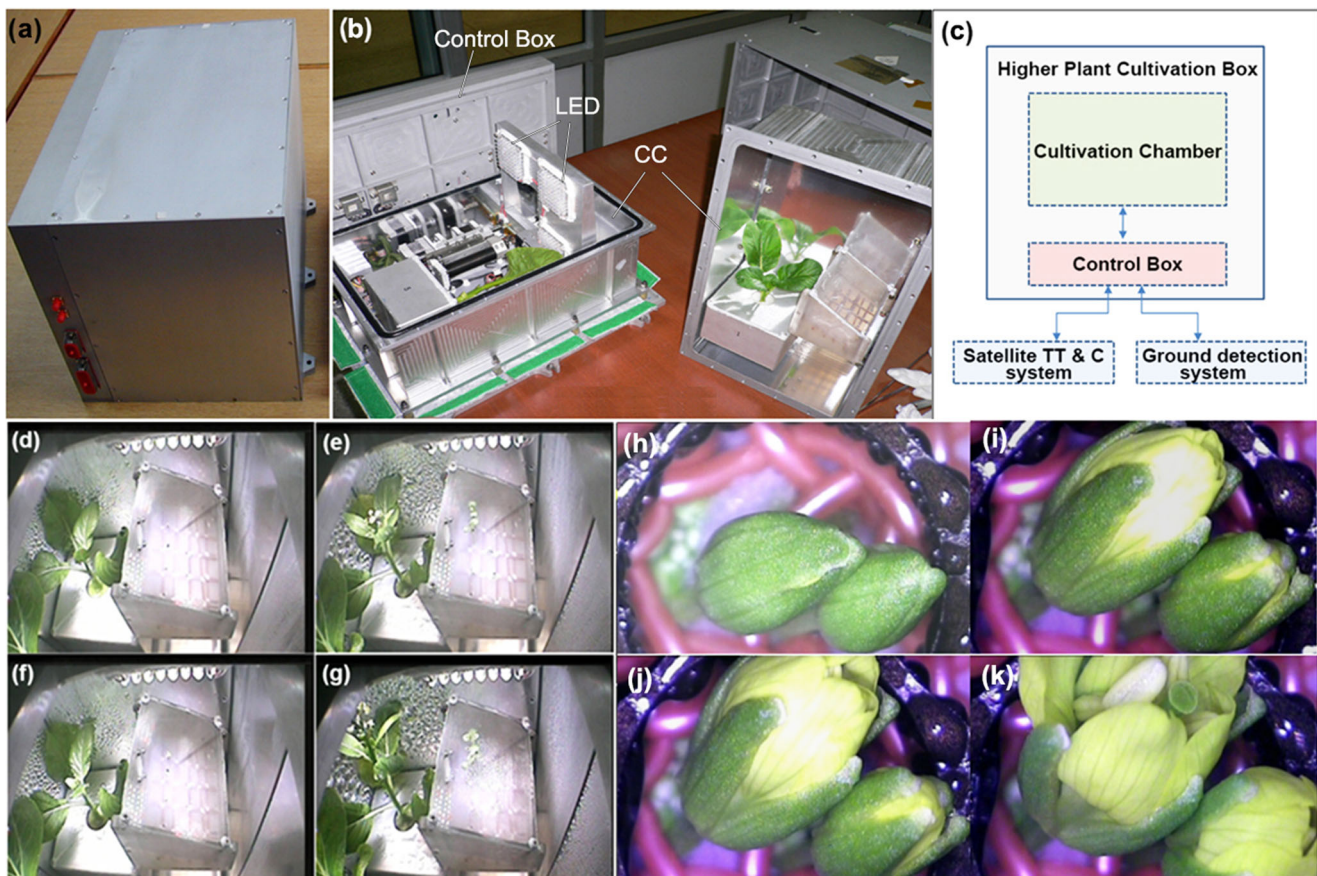 (a)
(b)
Control Box
LED
CC
(c)
Higher Plant Cultivation Box
Cultivation Chamber
Control Box
Satellite TT & C
system
Ground detection
system
(d)
(e)
(f)
(g)
(h)
(i)
(j)
(k)